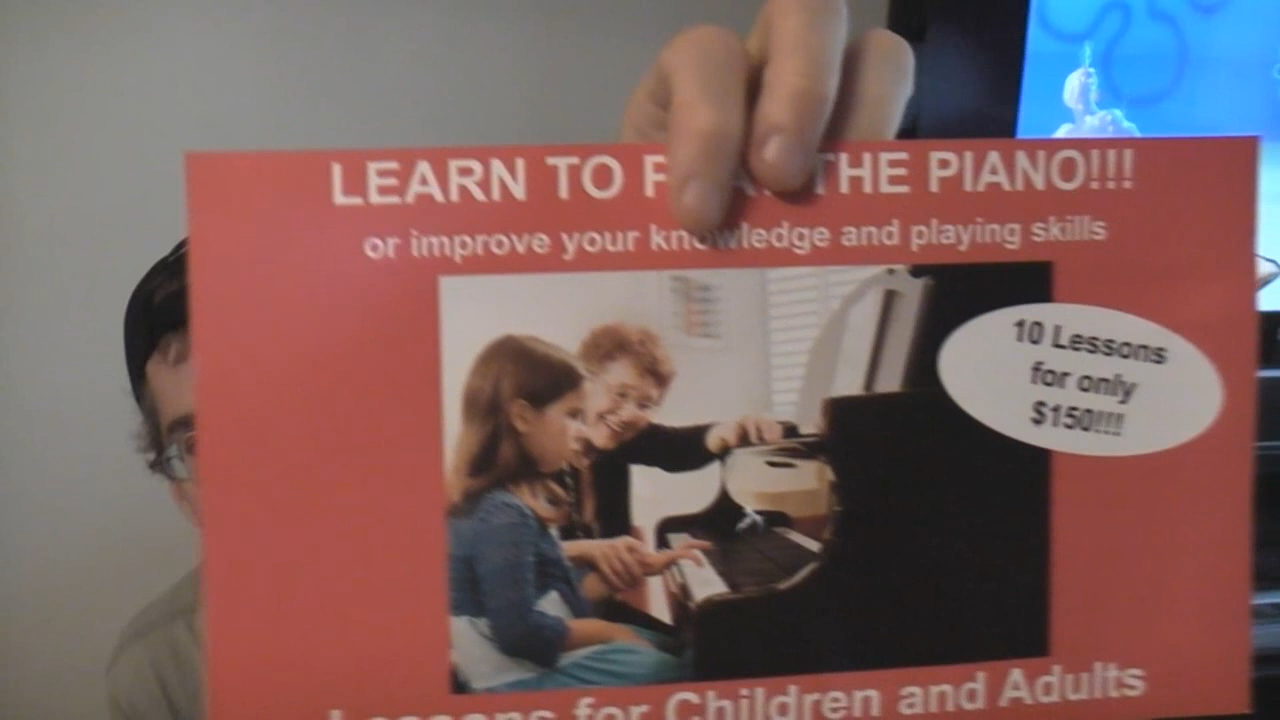 LEARN TO THE PIANO!!!
or improve your knowledge and playing skills
10 Lessons
for only
$150!!!
Lessons for Children and Adults